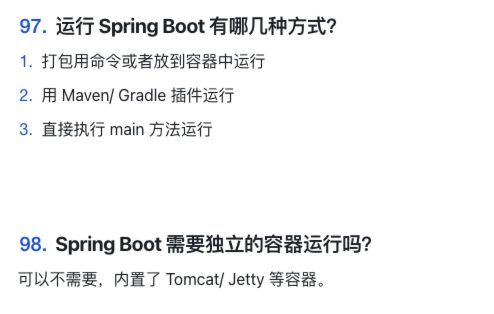 97. 运行 Spring Boot 有哪几种方式?
1. 打包用命令或者放到容器中运行
2. 用 Maven/ Gradle 插件运行
3. 直接执行 main 方法运行
98. Spring Boot 需要独立的容器运行吗?
可以不需要，内置了 Tomcat/ Jetty 等容器。